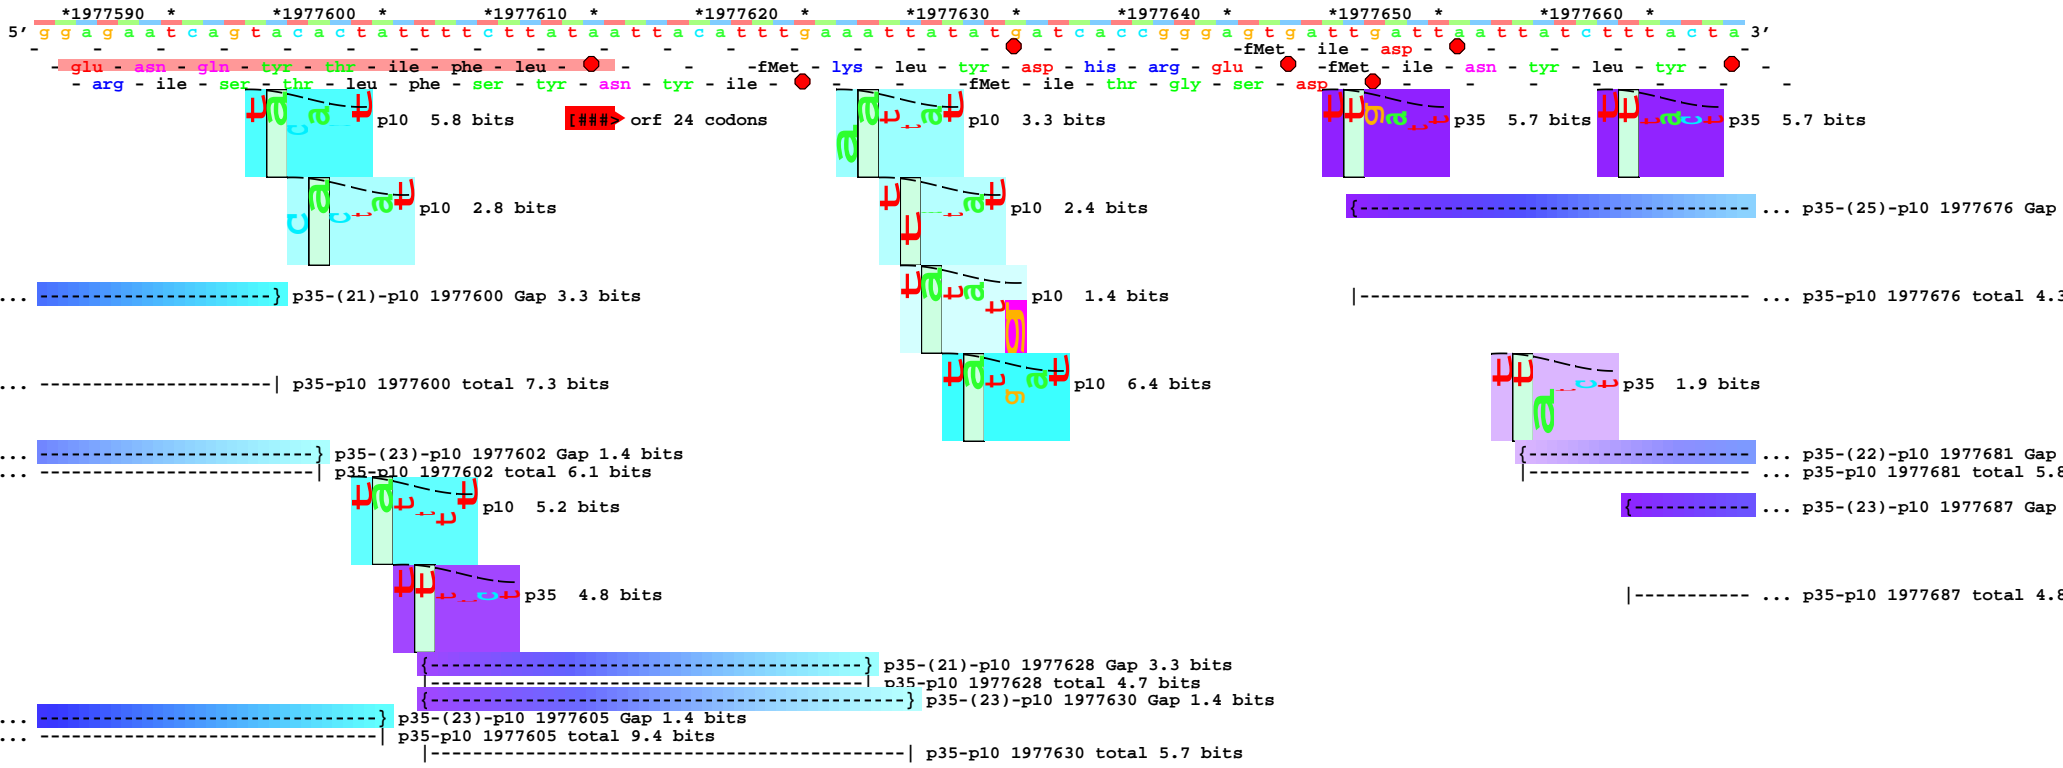 *1977590 * *1977600 * *1977610 * *1977620 * *1977630 * *1977640 * *1977650 * *1977660 *
5' g g a g a a t c a g t a c a c t a t t t t c t t a t a a t t a c a t t t g a a a t t a t a t g a t c a c c g g g a g t g a t t g a t t a a t t a t c t t t a c t a 3'
-fMet - ile - asp -
- glu - asn - gln - tyr - thr - ile - phe - leu - -fMet - lys - leu - tyr - asp - his - arg - glu - -fMet - ile - asn - tyr - leu - tyr -
- arg - ile - ser - thr - leu - phe - ser - tyr - asn - tyr - ile - -fMet - ile - thr - gly - ser - asp -
p10 5.8 bits [###> orf 24 codons p10 3.3 bits p35 5.7 bits p35 5.7 bits
p10 2.8 bits p10 2.4 bits {------------------- ... p35-(25)-p10 1977676 Gap
... ----------------------} p35-(21)-p10 1977600 Gap 3.3 bits p10 1.4 bits |------------------- ... p35-p10 1977676 total 4.3
... ----------------------| p35-p10 1977600 total 7.3 bits p10 6.4 bits p35 1.9 bits
... --------------------------} p35-(23)-p10 1977602 Gap 1.4 bits {--------------------- ... p35-(22)-p10 1977681 Gap
... --------------------------| p35-p10 1977602 total 6.1 bits |--------------------- ... p35-p10 1977681 total 5.8
p10 5.2 bits {----------- ... p35-(23)-p10 1977687 Gap
p35 4.8 bits |----------- ... p35-p10 1977687 total 4.8
{-----------------------------------------} p35-(21)-p10 1977628 Gap 3.3 bits
|-----------------------------------------| p35-p10 1977628 total 4.7 bits
{---------------------------------------------} p35-(23)-p10 1977630 Gap 1.4 bits
... --------------------------------} p35-(23)-p10 1977605 Gap 1.4 bits
... --------------------------------| p35-p10 1977605 total 9.4 bits
|---------------------------------------------| p35-p10 1977630 total 5.7 bits